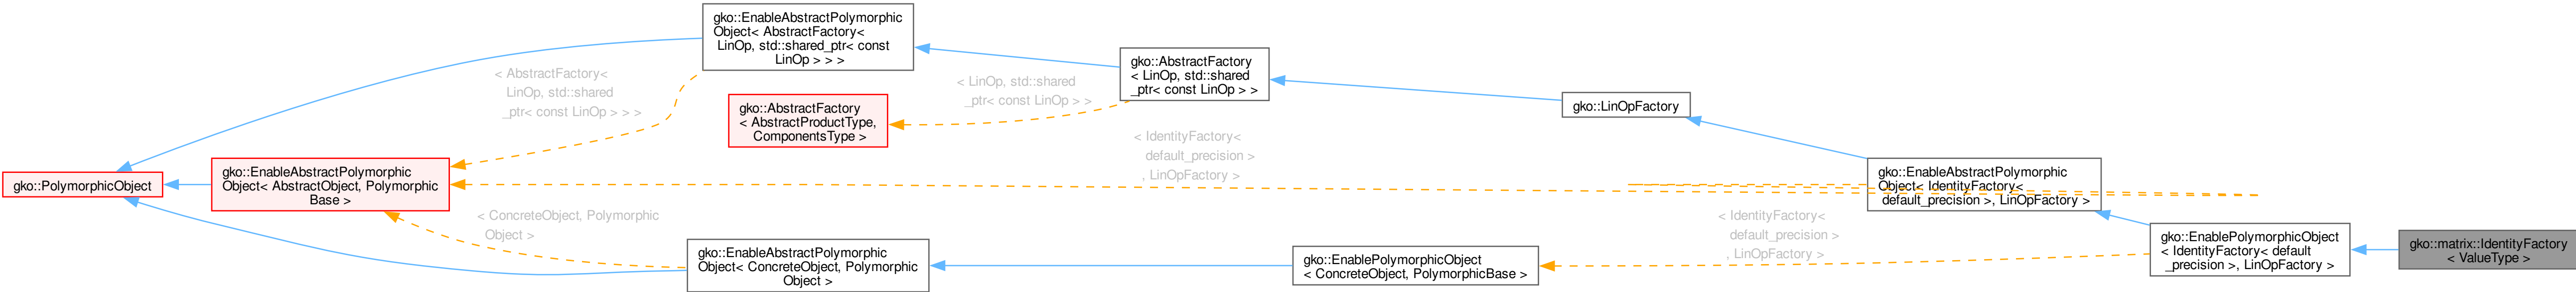 gko::PolymorphicObject
gko::EnableAbstractPolymorphic
Object< AbstractObject, Polymorphic
Base >
gko::EnableAbstractPolymorphic
Object< AbstractFactory<
LinOp, std::shared_ptr< const
LinOp > > >
< AbstractFactory<
LinOp, std::shared
_ptr< const LinOp > > >
gko::AbstractFactory
< AbstractProductType,
ComponentsType >
< ConcreteObject, Polymorphic
Object >
gko::EnableAbstractPolymorphic
Object< ConcreteObject, Polymorphic
Object >
< LinOp, std::shared
_ptr< const LinOp > >
gko::AbstractFactory
< LinOp, std::shared
_ptr< const LinOp > >
< IdentityFactory<
default_precision >
, LinOpFactory >
gko::EnablePolymorphicObject
< ConcreteObject, PolymorphicBase >
gko::LinOpFactory
< IdentityFactory<
default_precision >
, LinOpFactory >
gko::EnableAbstractPolymorphic
Object< IdentityFactory<
default_precision >, LinOpFactory >
gko::EnablePolymorphicObject
< IdentityFactory< default
_precision >, LinOpFactory >
gko::matrix::IdentityFactory
< ValueType >